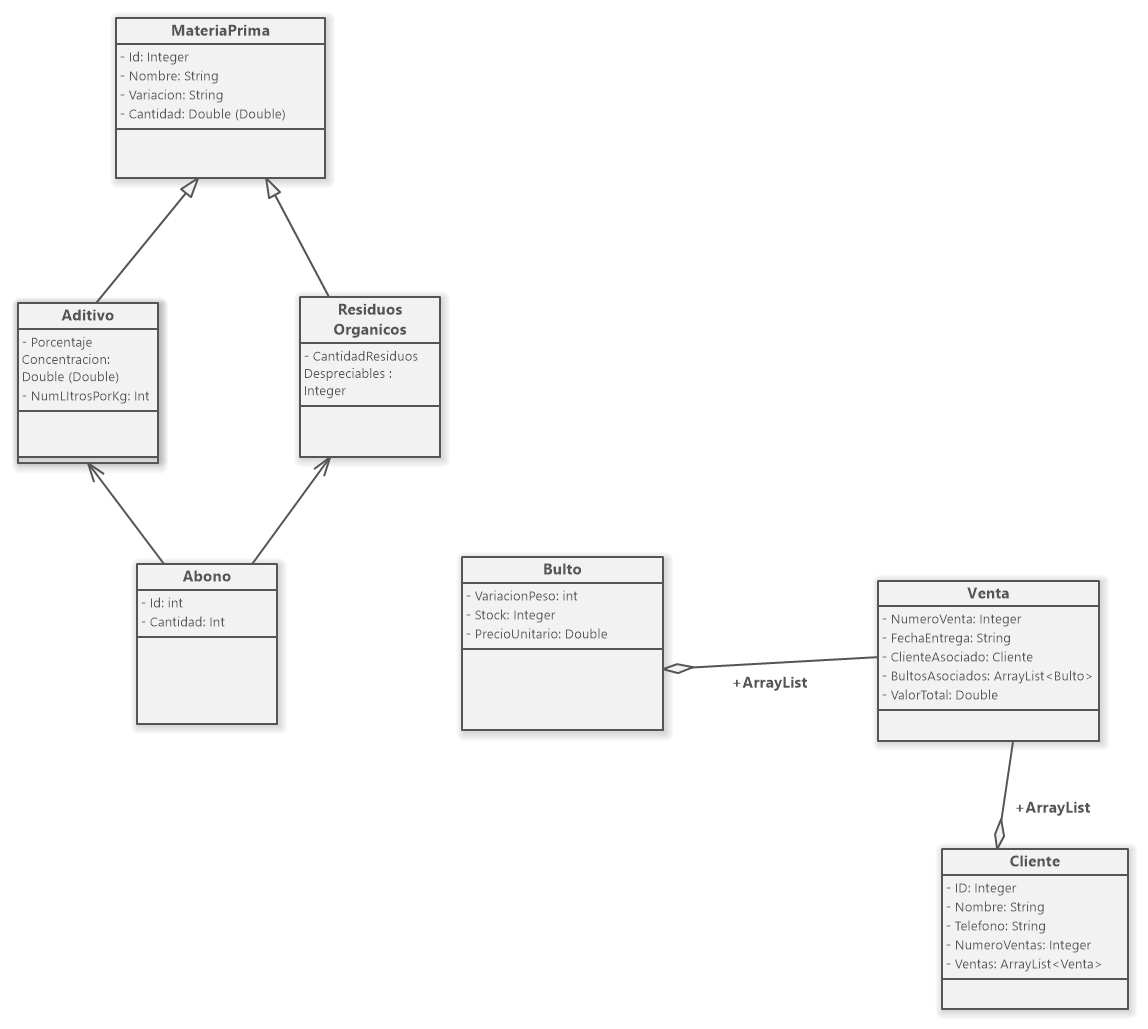 MateriaPrima
- Id: Integer
- Nombre: String
- Variacion: String
- Cantidad: Double (Double)
Aditivo
- Porcentaje
Concentracion:
Double (Double)
- NumLItrosPorKg: Int
Residuos
Organicos
- CantidadResiduos
Despreciables :
Integer
Abono
- Id: int
- Cantidad: Int
Bulto
- VariacionPeso: int
- Stock: Integer
- PrecioUnitario: Double
+ArrayList
Venta
- NumeroVenta: Integer
- FechaEntrega: String
- ClienteAsociado: Cliente
- BultosAsociados: ArrayList<Bulto>
- ValorTotal: Double
+ArrayList
Cliente
- ID: Integer
- Nombre: String
- Telefono: String
- NumeroVentas: Integer
- Ventas: ArrayList<Venta>